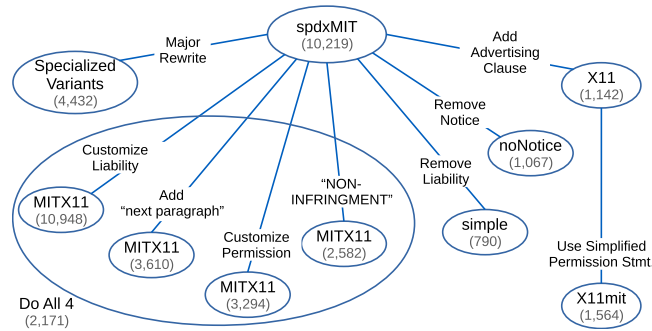 spdxMIT
(10,219)
Major
Rewrite
Add
Advertising
Clause
Specialized
Variants
(4,432)
X11
(1,142)
Remove
Notice
noNotice
(1,067)
Customize
Liability
Remove
Liability
Add
“next paragraph”
“NON-
INFRINGMENT”
MITX11
(10,948)
MITX11
(3,610)
Customize
Permission
MITX11
(2,582)
simple
(790)
Use Simplified
Permission Stmt
MITX11
(3,294)
Do All 4
(2,171)
X11mit
(1,564)